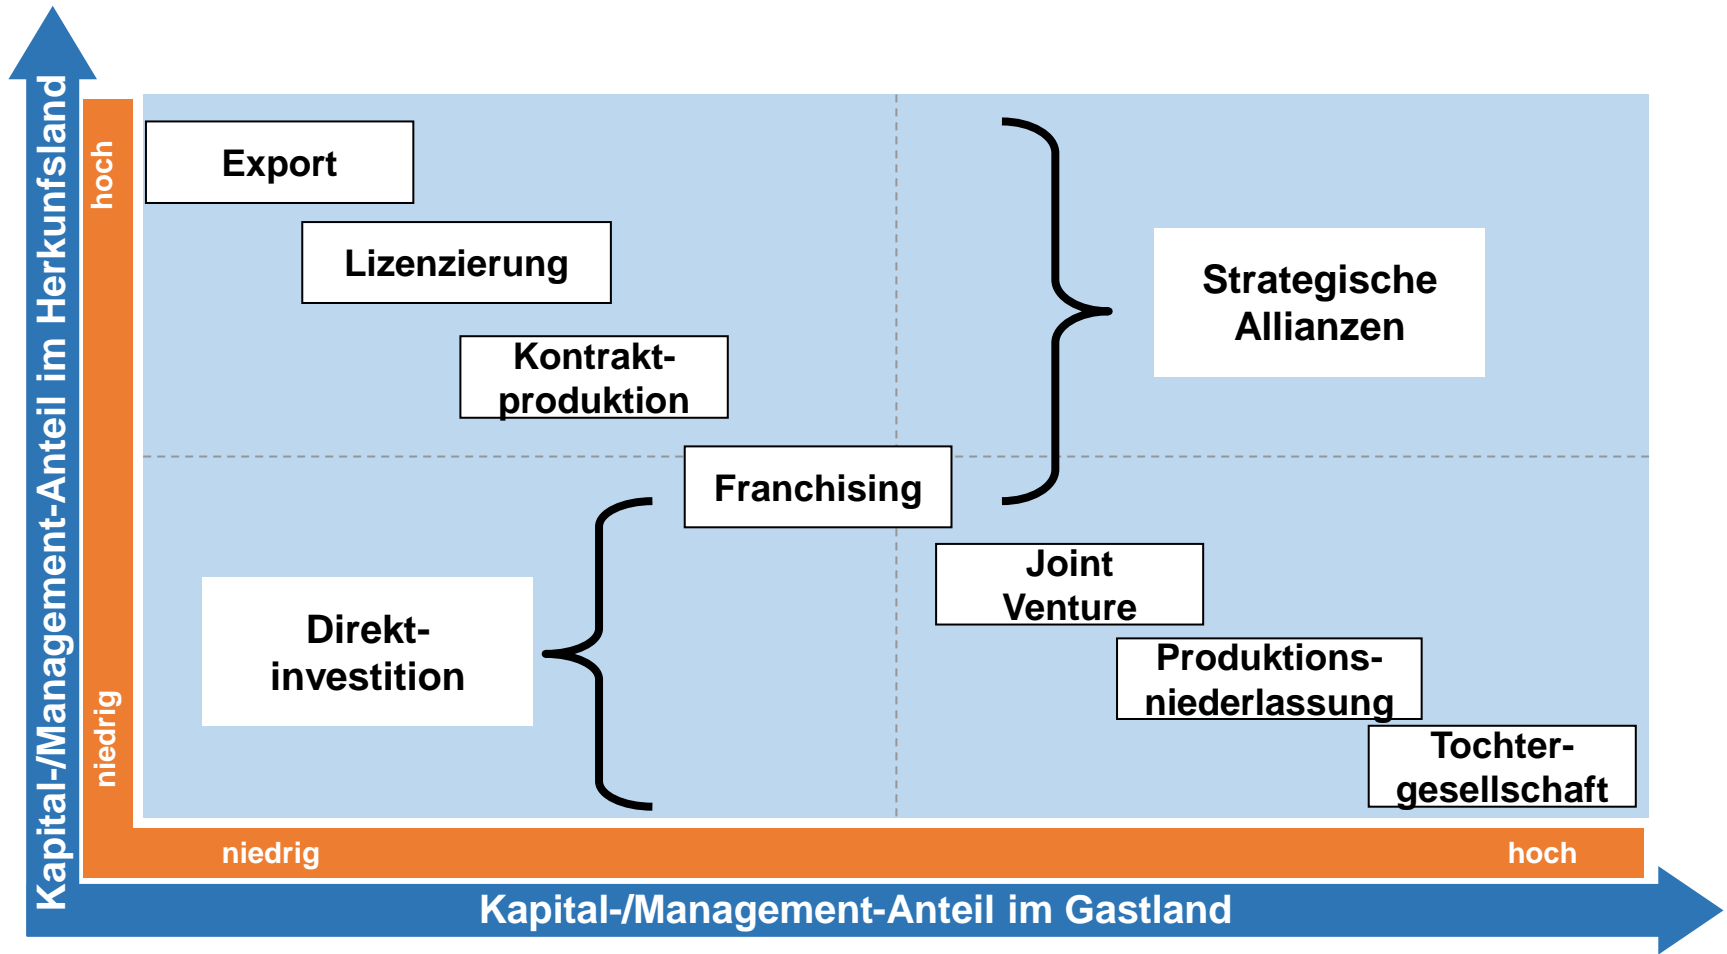 Kapital-/Management-Anteil im Herkunfsland
hoch
niedrig
Export
Lizenzierung
Kontrakt-
produktion
Franchising
Joint
Venture
Produktions-
niederlassung
Tochter-
gesellschaft
Strategische
Allianzen
Direkt-
investition
niedrig
hoch
Kapital-/Management-Anteil im Gastland